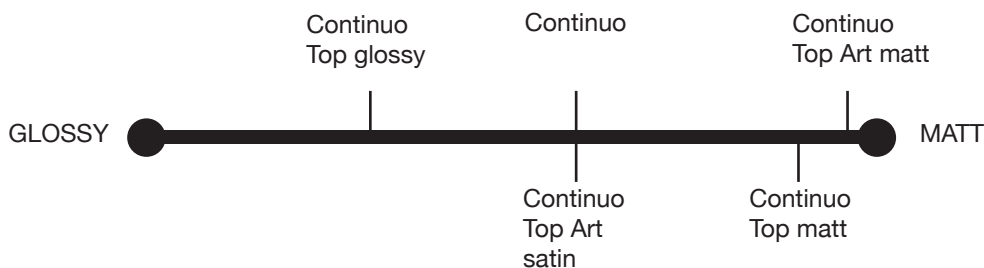 Continuo
Top glossy
Continuo
Continuo
Top Art matt
GLOSSY
MATT
Continuo
Top Art
satin
Continuo
Top matt